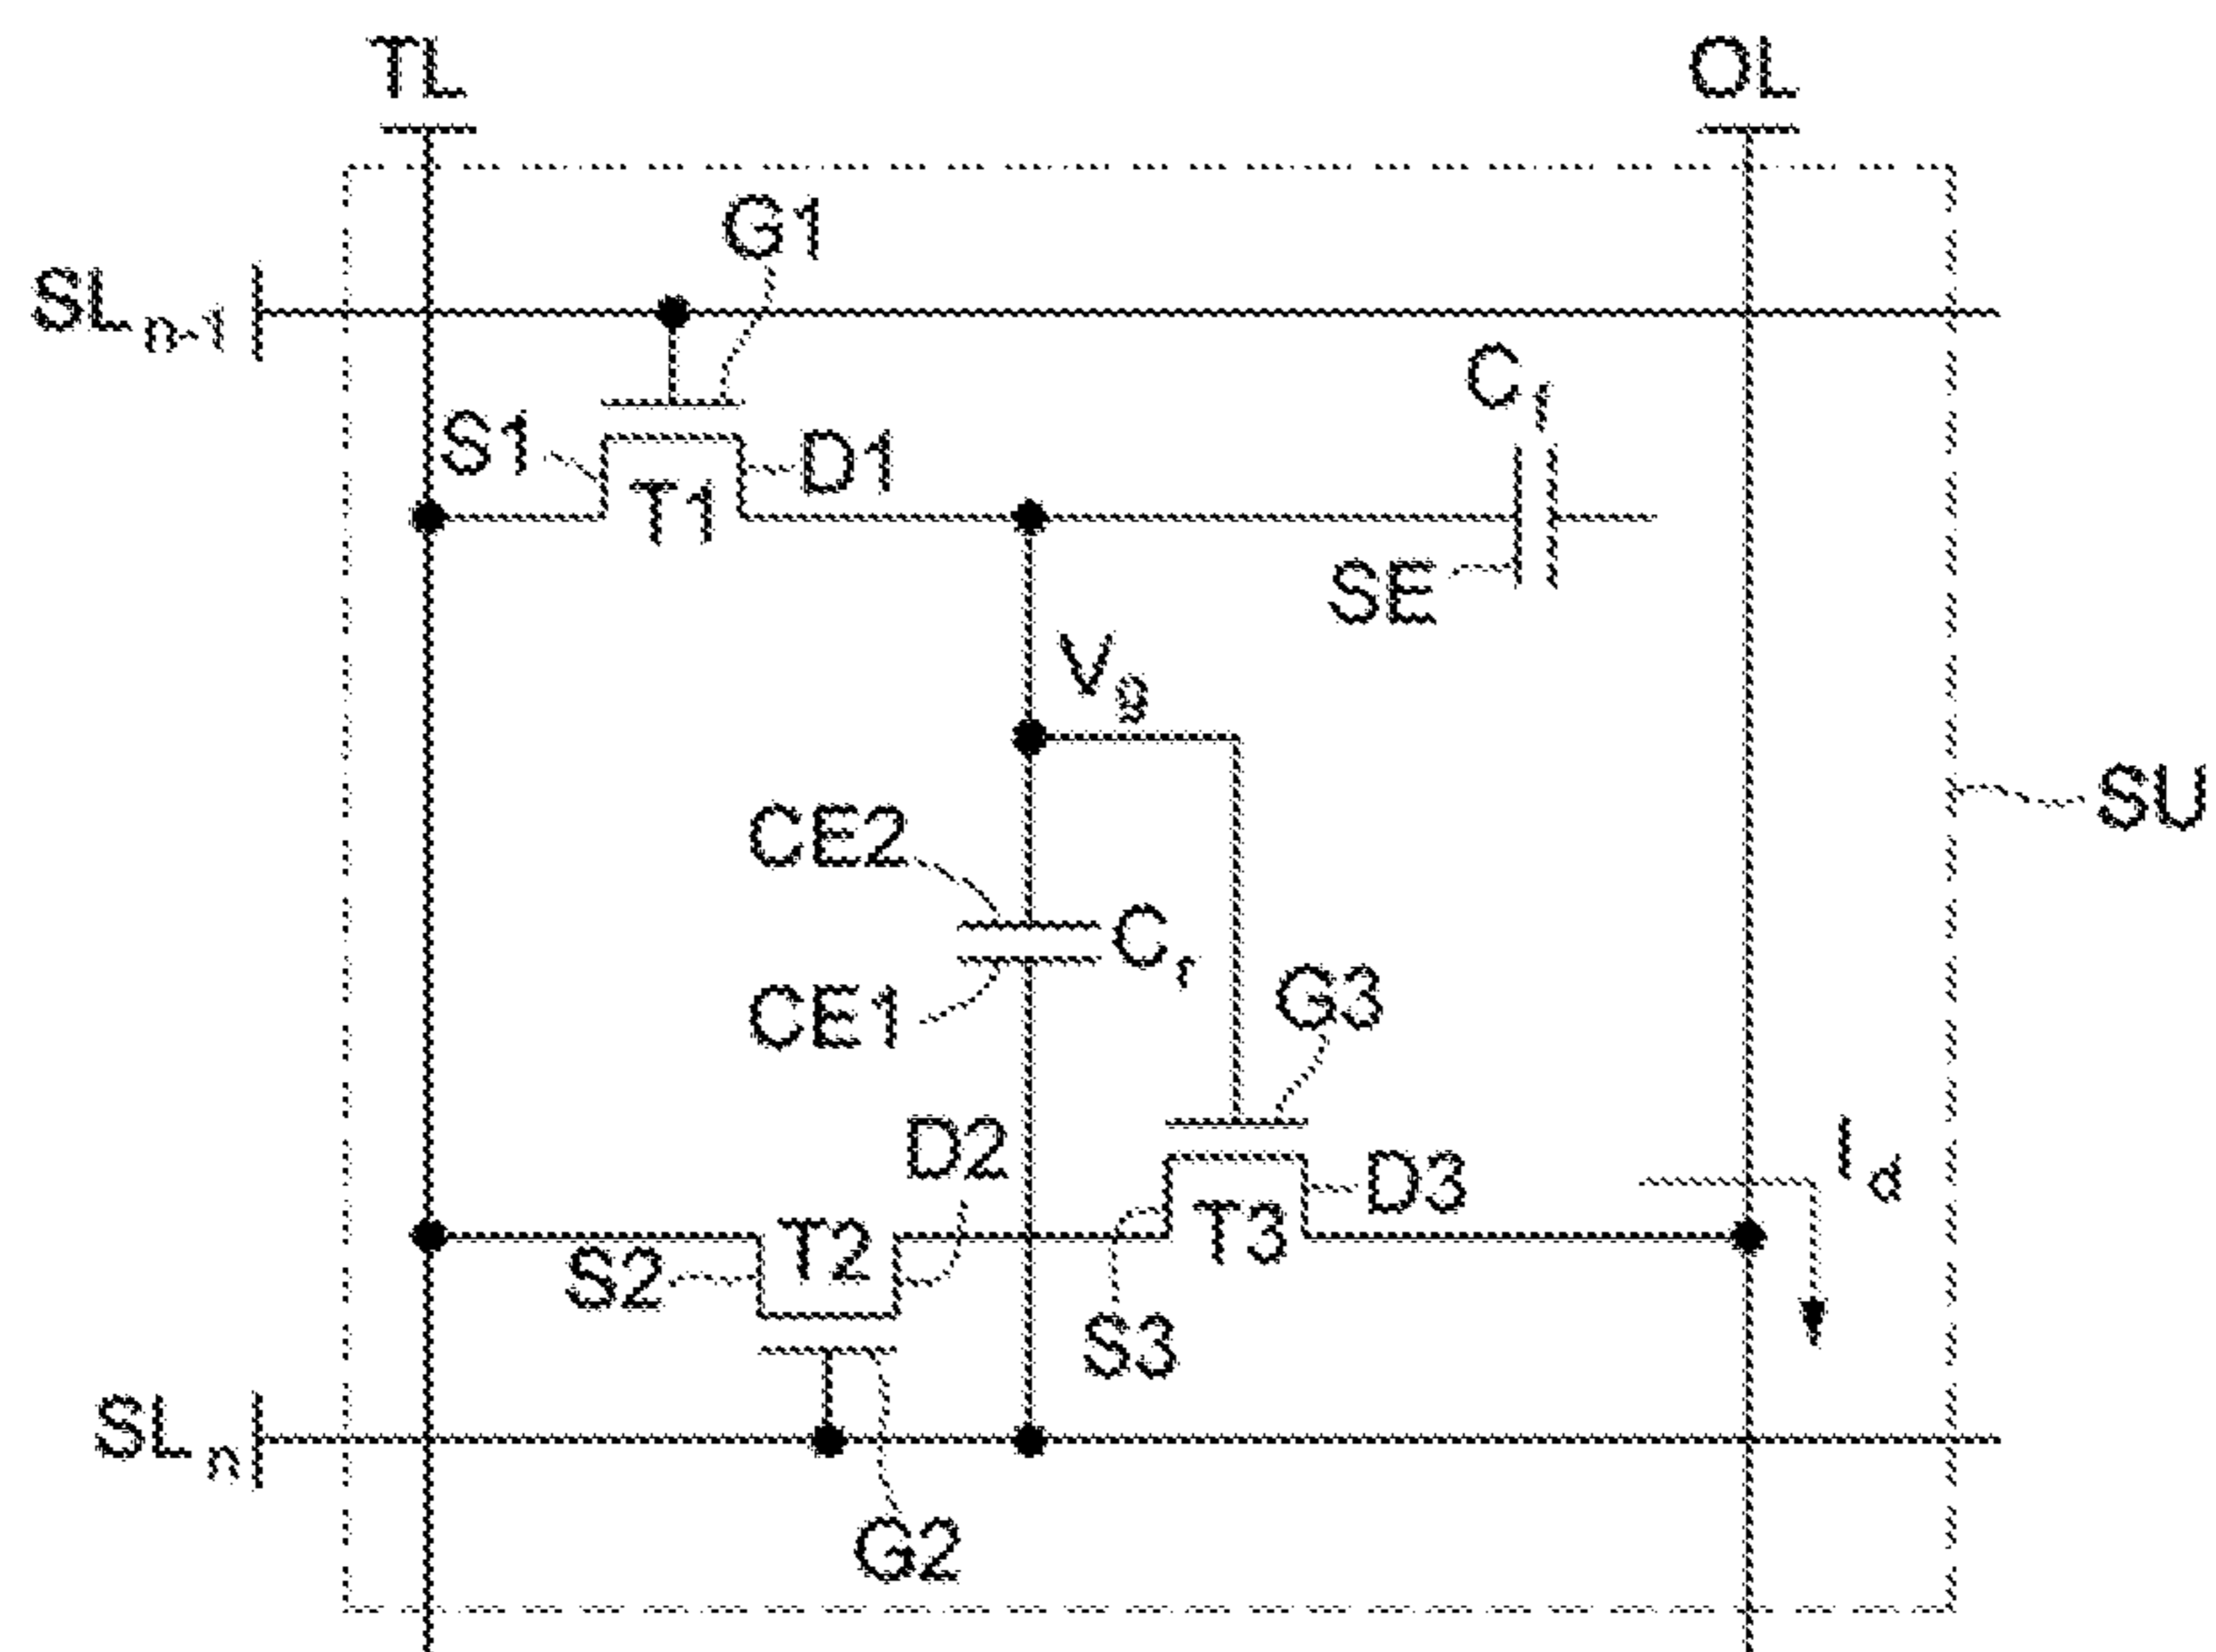 TL
OL
G1
SLn-1
Cf
S1
D1
T1
SE
Vg
SU
CE2
Cr
CE1
G3
D2
D3
Id
T2
T3
S2
S3
SLn
G2